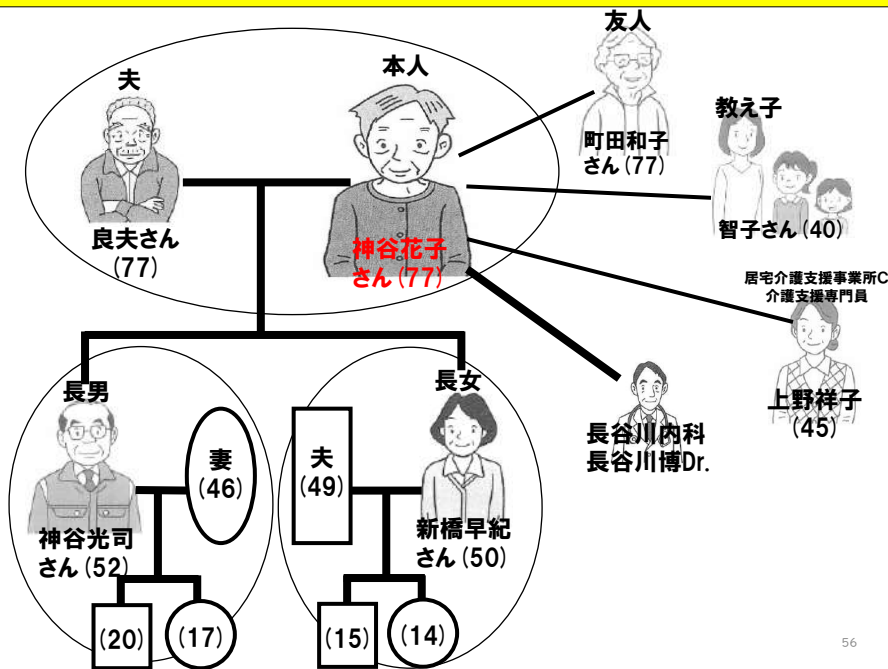 友人
本人
夫
教え子
町田和子
さん(77)
良夫さん
(77)
神谷花子
さん(77)
智子さん(40)
居宅介護支援事業所C
介護支援専門員
上野祥子
(45)
長谷川内科
長谷川博Dr.
長男
長女
妻
(46)
夫
(49)
神谷光司
さん(52)
新橋早紀
さん(50)
(20)
(17)
(15)
(14)
56